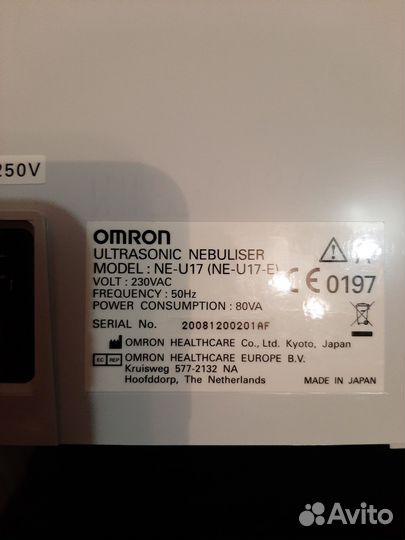 250V
OMRON
ULTRASONIC NEBULISER
MODEL : NE-U17 (NE-U17-E)
VOLT : 230VAC
FREQUENCY : 50Hz
POWER CONSUMPTION : 80VA
CE 0197
SERIAL No. 20081200201AF
OMRON HEALTHCARE Co., Ltd. Kyoto, Japan
EC REP OMRON HEALTHCARE EUROPE B.V.
Kruisweg 577-2132 NA
Hoofddorp, The Netherlands
MADE IN JAPAN
Avito